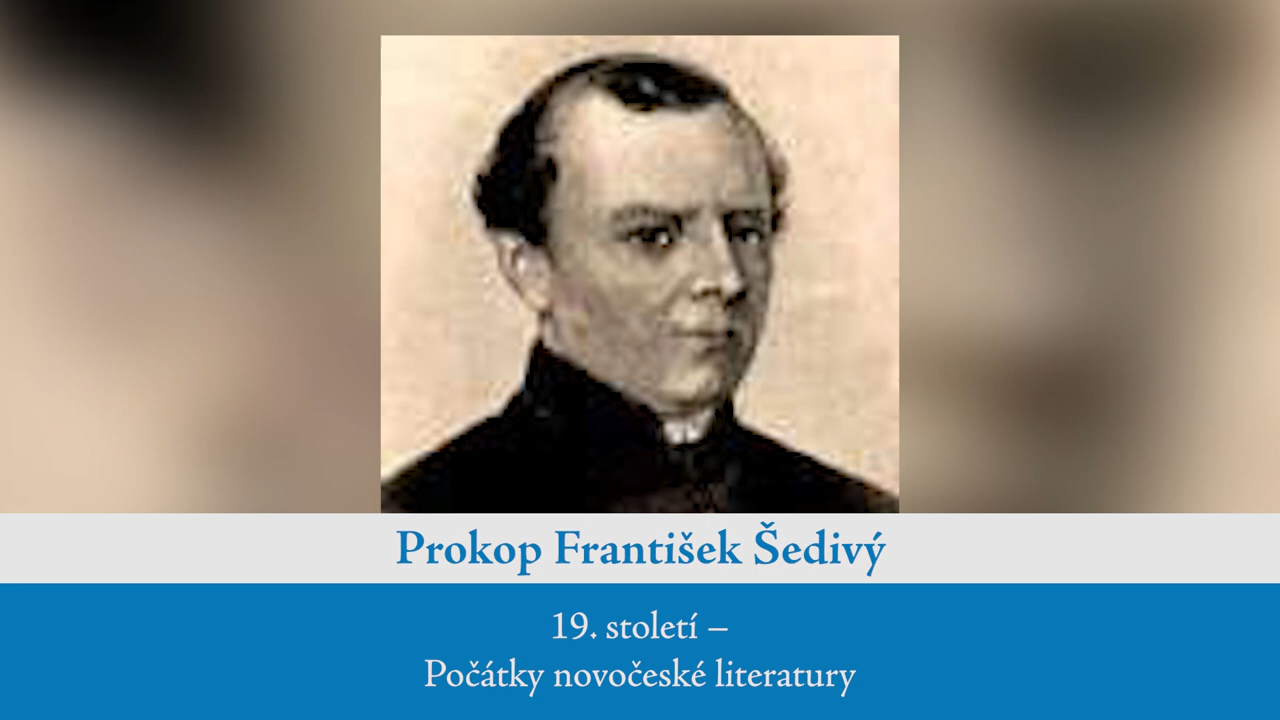 Prokop František Šedivý
19. století –
Počátky novočeské literatury